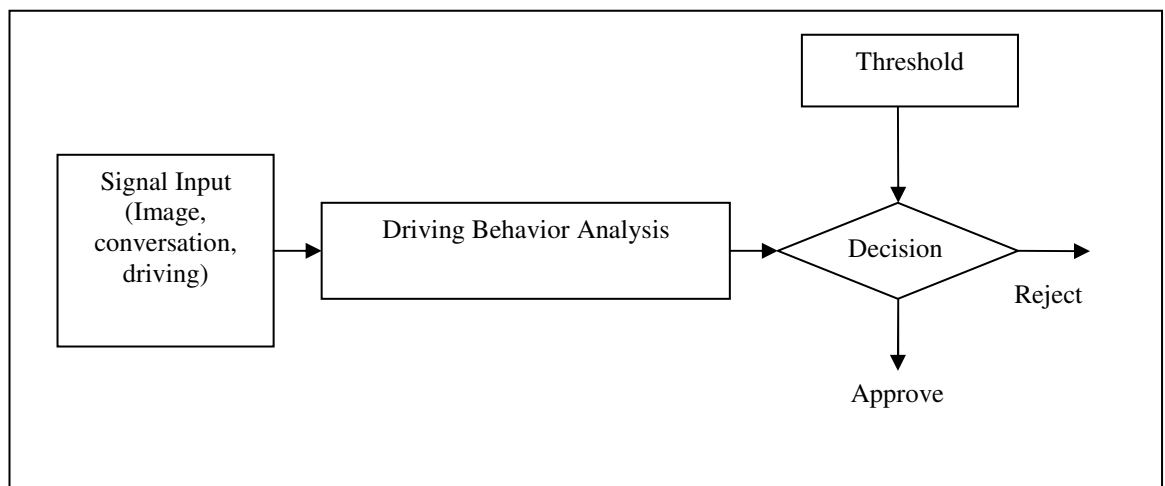 Threshold
Signal Input
(Image,
conversation,
driving)
Driving Behavior Analysis
Decision
Reject
Approve